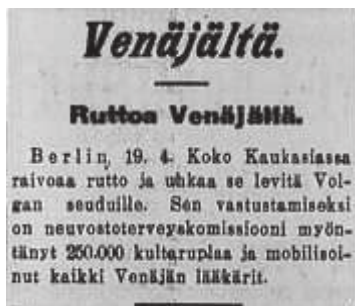 Venäjältä.
Ruttoa Venäjällä.
Berlin, 19. 4. Koko Kaukasiassa
raivoaa rutto ja uhkaa se levitä Vol-
gan seuduille. Sen vastustamiseksi
on neuvostoterveyskomissiooni myön-
tänyt 250.000 kultaruplaa ja mobilisoi-
nut kaikki Venäjän lääkärit.